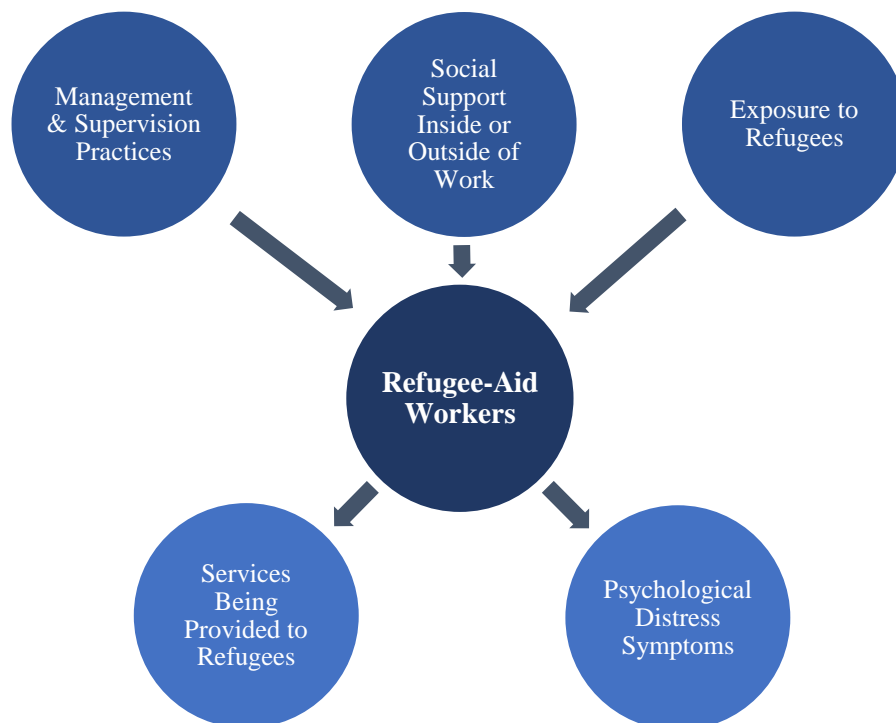 Management
& Supervision
Practices
Social
Support
Inside or
Outside of
Work
Exposure to
Refugees
Refugee-Aid
Workers
Services
Being
Provided to
Refugees
Psychological
Distress
Symptoms